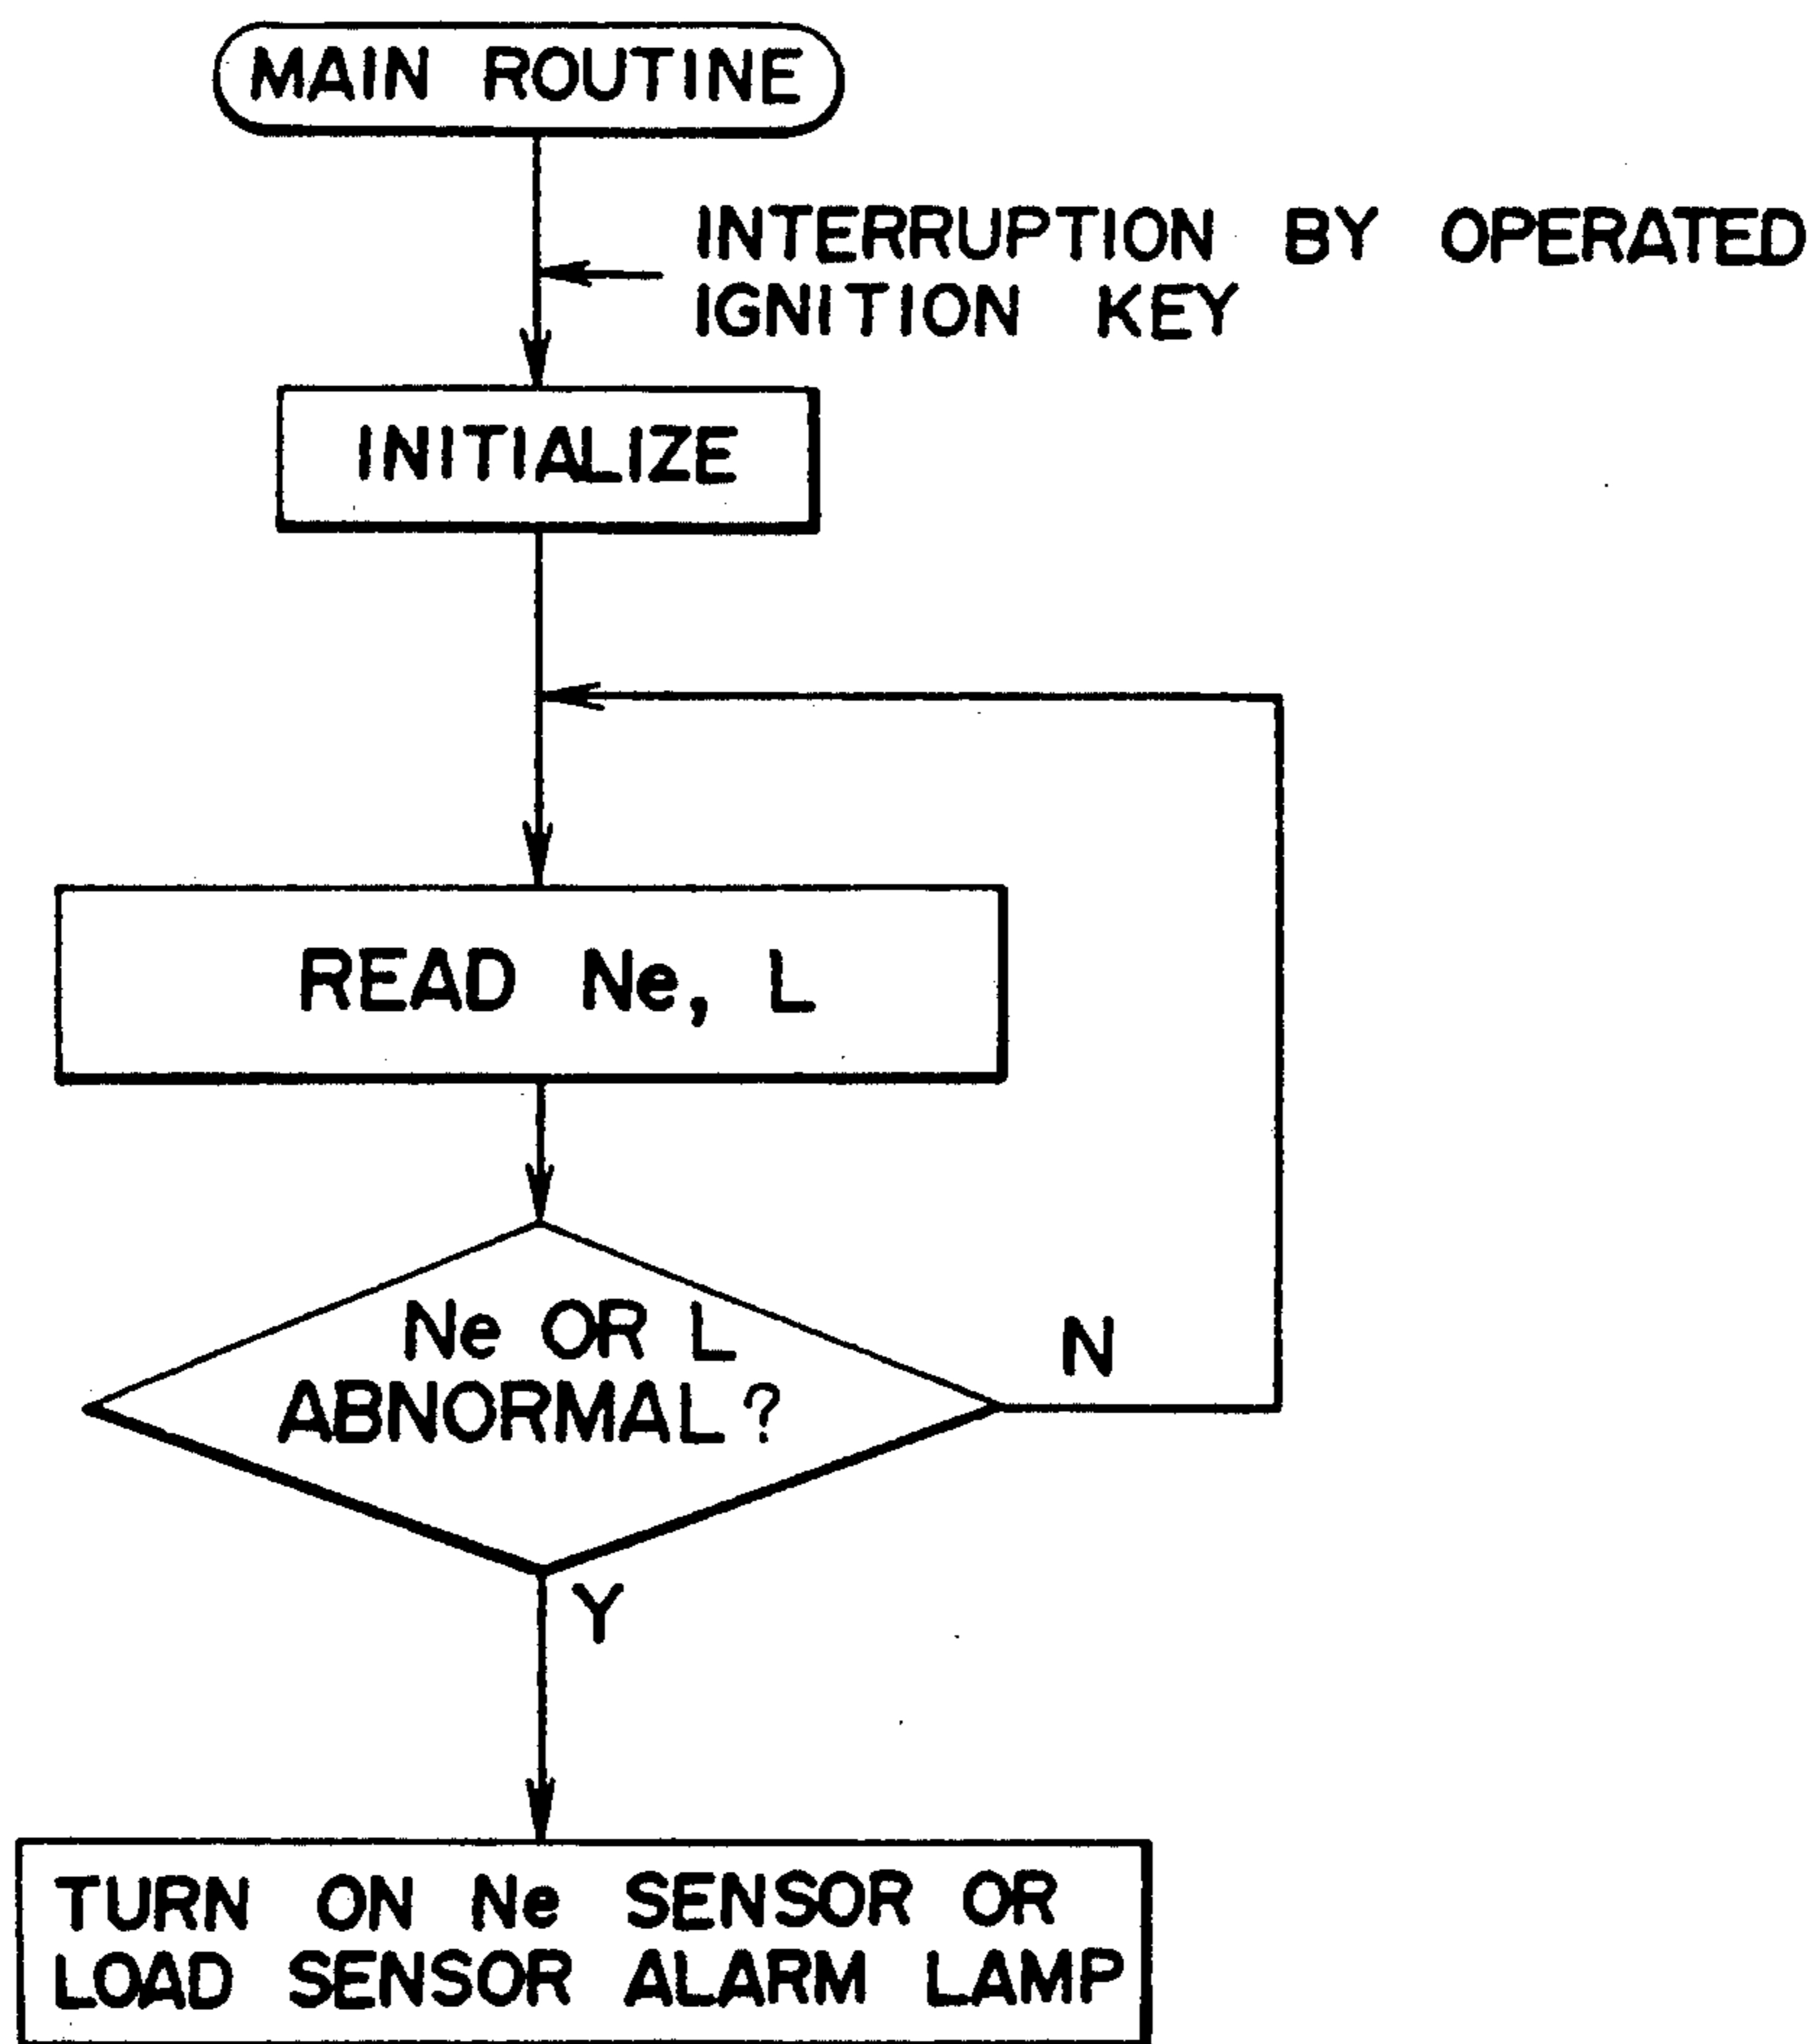 MAIN ROUTINE
INTERRUPTION BY OPERATED
IGNITION KEY
INITIALIZE
READ Ne, L
Ne OR L
ABNORMAL?
N
Y
TURN ON Ne SENSOR OR
LOAD SENSOR ALARM LAMP